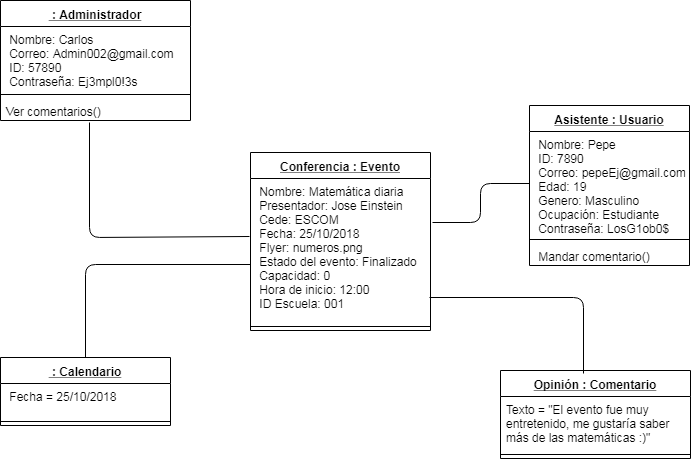 : Administrador
Nombre: Carlos
Correo: Admin002@gmail.com
ID: 57890
Contraseña: Ej3mpl0!3s
Ver comentarios()
Asistente : Usuario
Nombre: Pepe
ID: 7890
Correo: pepeEj@gmail.com
Edad: 19
Genero: Masculino
Ocupación: Estudiante
Contraseña: LosG1ob0$
Mandar comentario()
Conferencia : Evento
Nombre: Matemática diaria
Presentador: Jose Einstein
Cede: ESCOM
Fecha: 25/10/2018
Flyer: numeros.png
Estado del evento: Finalizado
Capacidad: 0
Hora de inicio: 12:00
ID Escuela: 001
: Calendario
Fecha = 25/10/2018
Opinión : Comentario
Texto = "El evento fue muy
entretenido, me gustaría saber
más de las matemáticas :)"